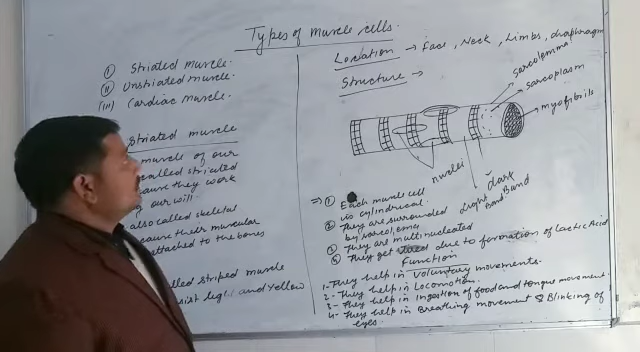 Types of muscle cells.
(I) Striated muscle.
(II) Unstriated muscle.
(III) Cardiac muscle.
Striated muscle
muscle of our
called striated
cause they work
our will.
also called skeletal
cause their muscular
attached to the bones
lled striped muscle
light and Yellow
Location → Face, Neck, Limbs, diaphragm
Structure →
sarcolemma
sarcoplasm
myofibrils
nuclei
Light Band
dark Band
⇒ ① Each muscle cell
is cylindrical.
② They are surrounded
by
③ They are multinucleated
④ They get due to formation of lactic Acid
Function
1- They help in voluntary movements.
2- They help in Locomotion.
3- They help in Ingestion of food and tongue movement.
4- They help in Breathing movement & Blinking of
eyes.